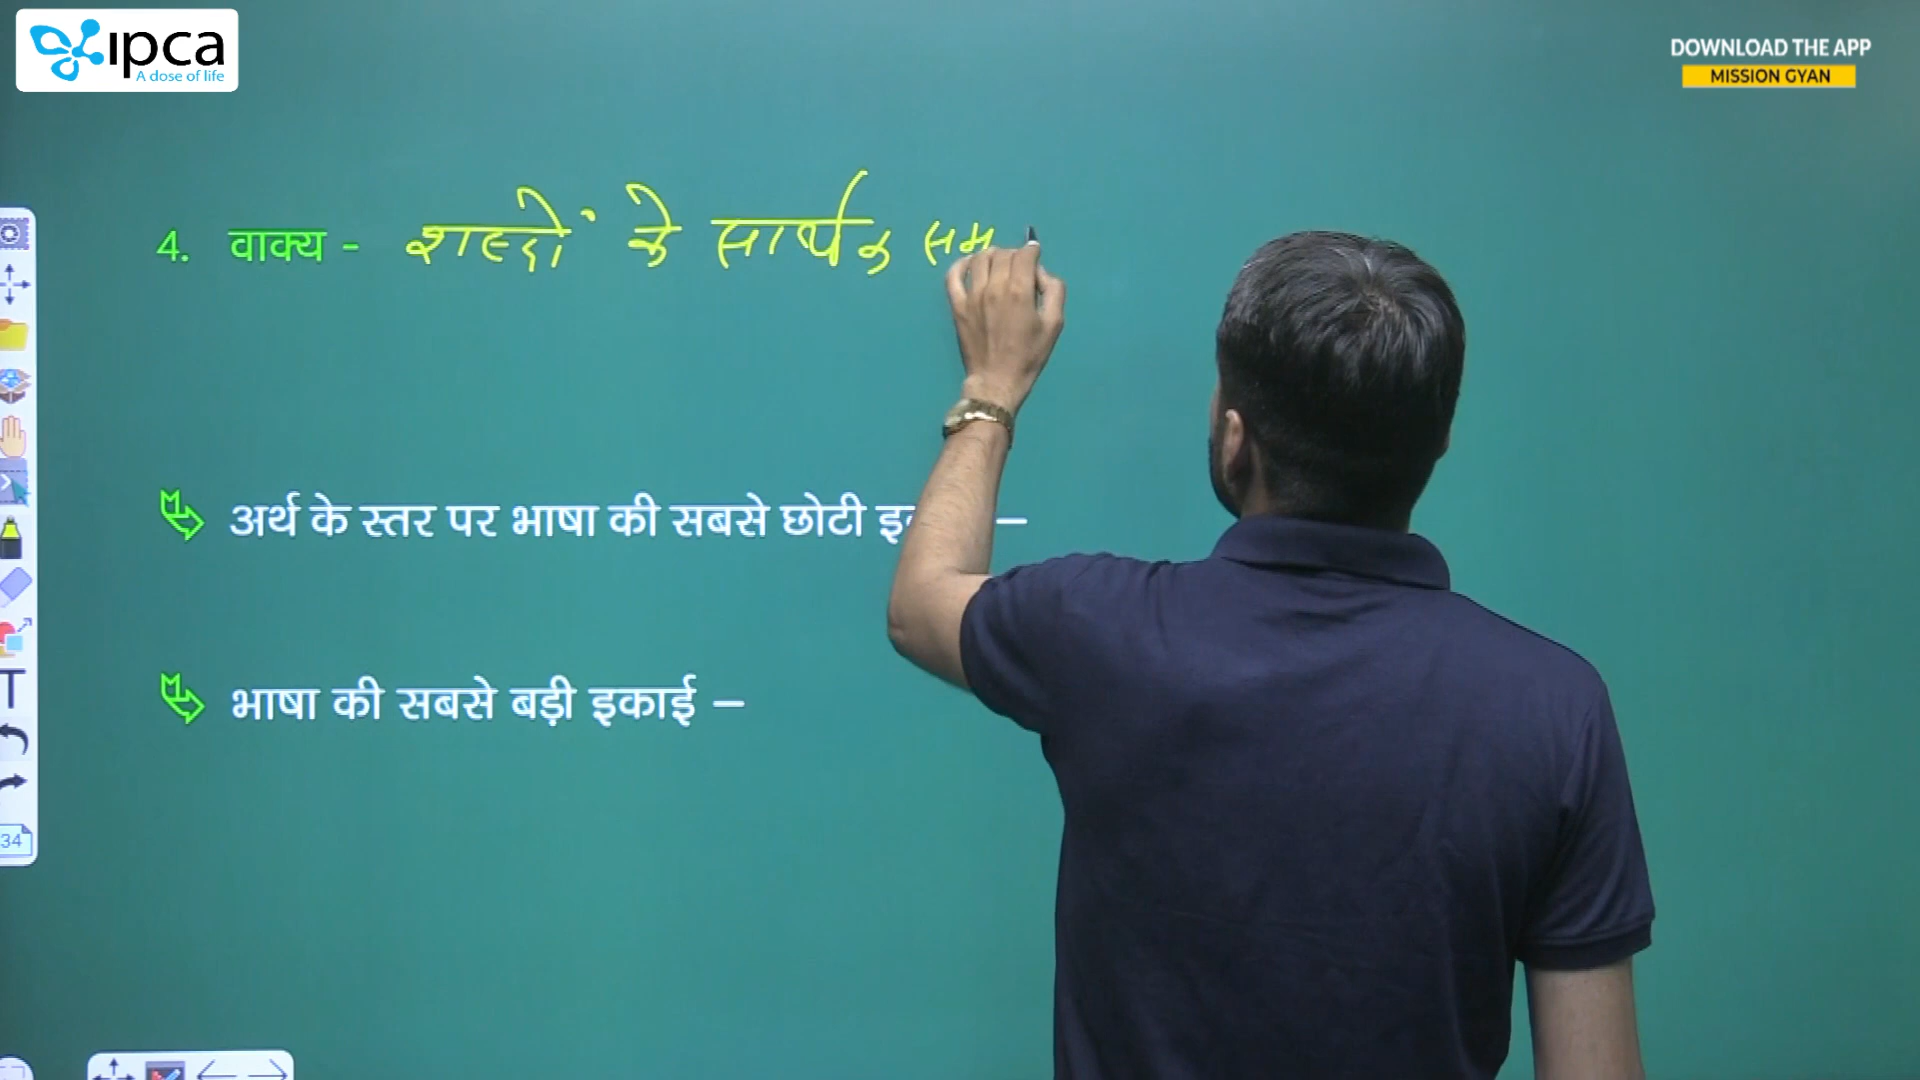 ipca
A dose of life
DOWNLOAD THE APP
MISSION GYAN
4. वाक्य - शब्दों के सार्थक सम
अर्थ के स्तर पर भाषा की सबसे छोटी –
भाषा की सबसे बड़ी इकाई –
T
34